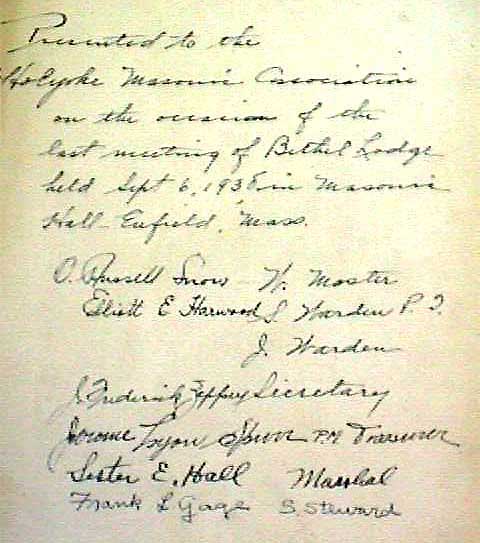 Presented to the
Holyoke Masonic Association
on the occasion of the
last meeting of Bethel Lodge
held Sept 6, 1938 in Masonic
Hall Enfield, Mass.
O. Russell Snow W. Master
Elliott E Harwood S. Warden P. T.
J. Warden
J. Frederick Zappey Secretary
Jerome Spurr P.M. Treasurer
Lester E. Hall Marshal
Frank L Gage S. Steward